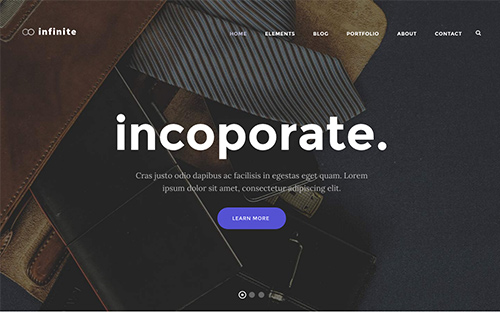 infinite
HOME ELEMENTS BLOG PORTFOLIO ABOUT CONTACT
incoporate.
Cras justo odio dapibus ac facilisis in egestas eget quam. Lorem
ipsum dolor sit amet, consectetur adipiscing elit.
LEARN MORE